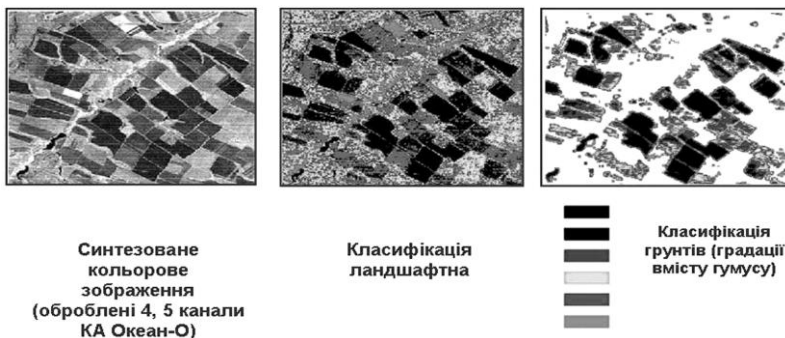 Синтезоване
кольорове
зображення
(оброблені 4, 5 канали
КА Океан-О)
Класифікація
ландшафтна
Класифікація
грунтів (градації
вмісту гумусу)